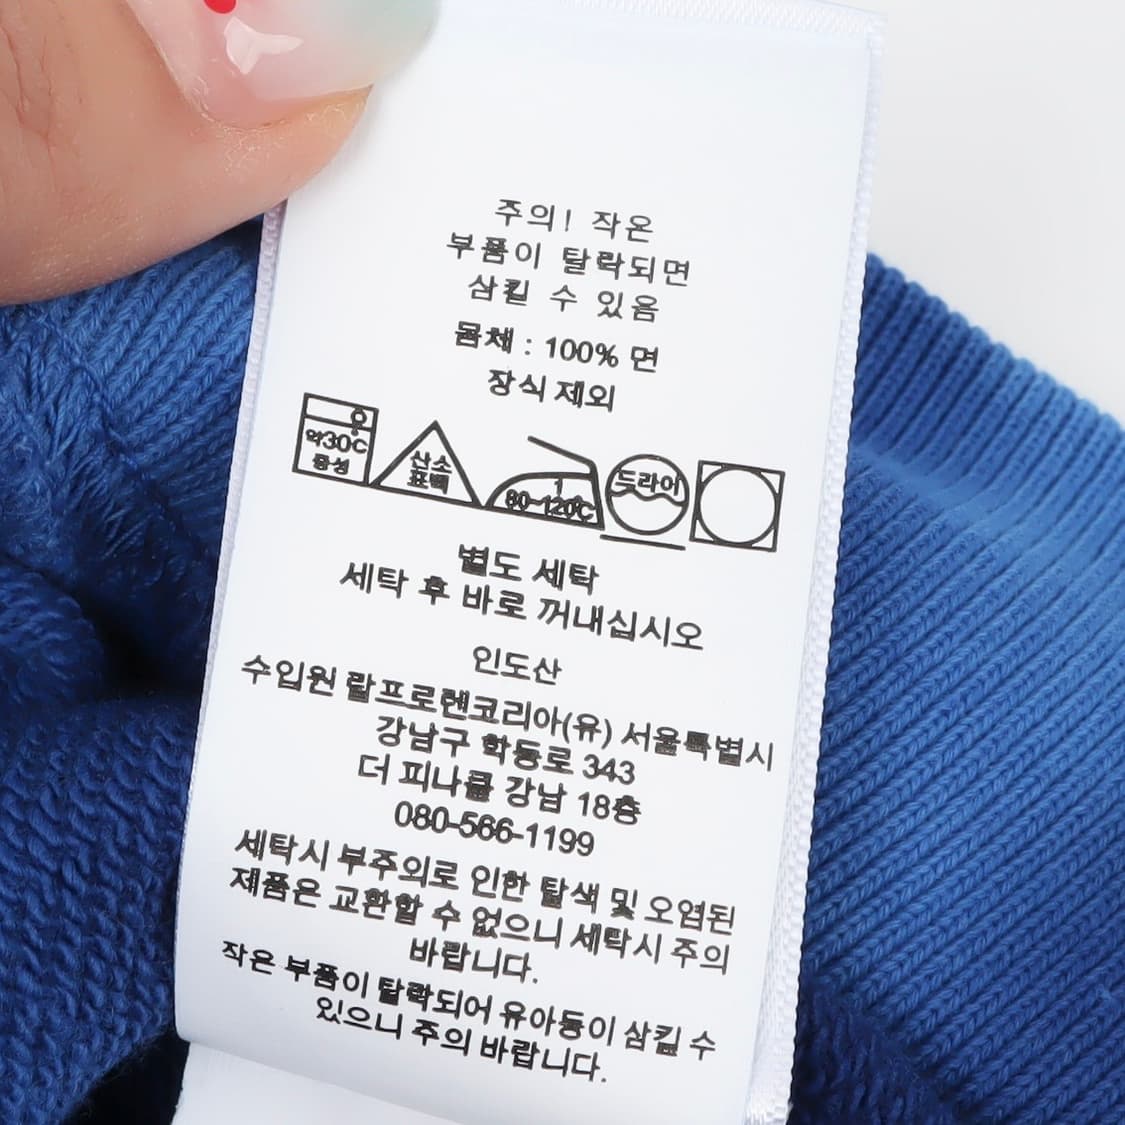 주의! 작은
부품이 탈락되면
삼킬 수 있음
몸체 : 100% 면
장식 제외
약30℃
중성
산소
표백
1
80~120℃
드라이
별도 세탁
세탁 후 바로 꺼내십시오
인도산
수입원 랄프로렌코리아(유) 서울특별시
강남구 학동로 343
더 피나클 강남 18층
080-566-1199
세탁시 부주의로 인한 탈색 및 오염된
제품은 교환할 수 없으니 세탁시 주의
바랍니다.
작은 부품이 탈락되어 유아등이 삼킬 수
있으니 주의 바랍니다.